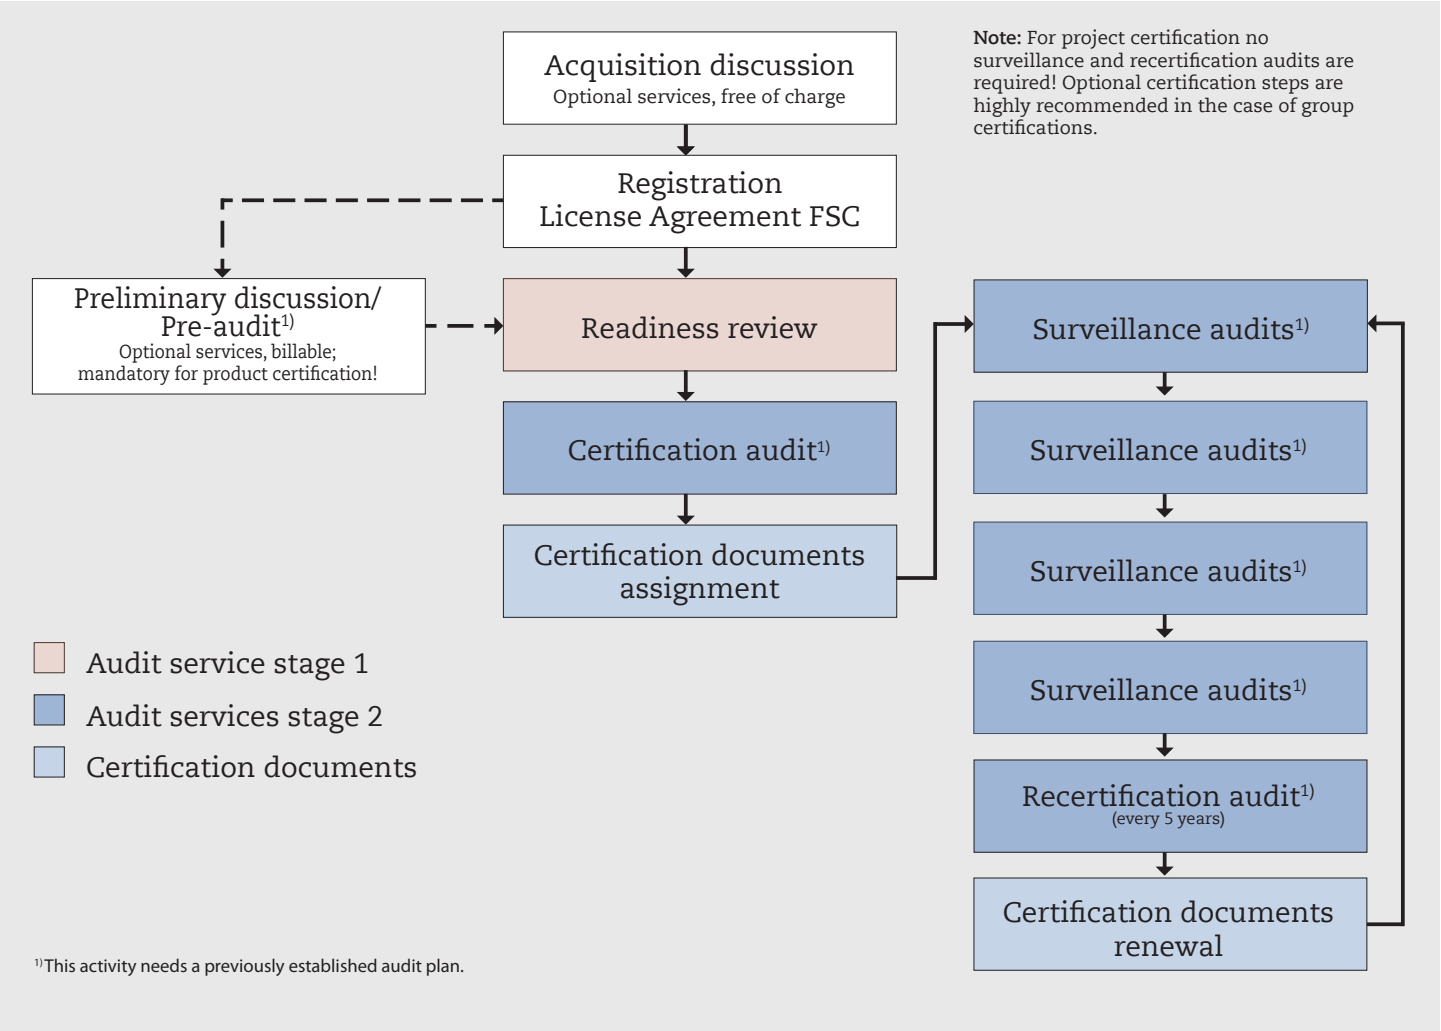 Acquisition discussion
Optional services, free of charge
Note: For project certification no
surveillance and recertification audits are
required! Optional certification steps are
highly recommended in the case of group
certifications.
Registration
License Agreement FSC
Preliminary discussion/
Pre-audit1)
Optional services, billable;
mandatory for product certification!
Readiness review
Certification audit1)
Certification documents
assignment
Surveillance audits1)
Surveillance audits1)
Surveillance audits1)
Surveillance audits1)
Recertification audit1)
(every 5 years)
Certification documents
renewal
Audit service stage 1
Audit services stage 2
Certification documents
1)This activity needs a previously established audit plan.